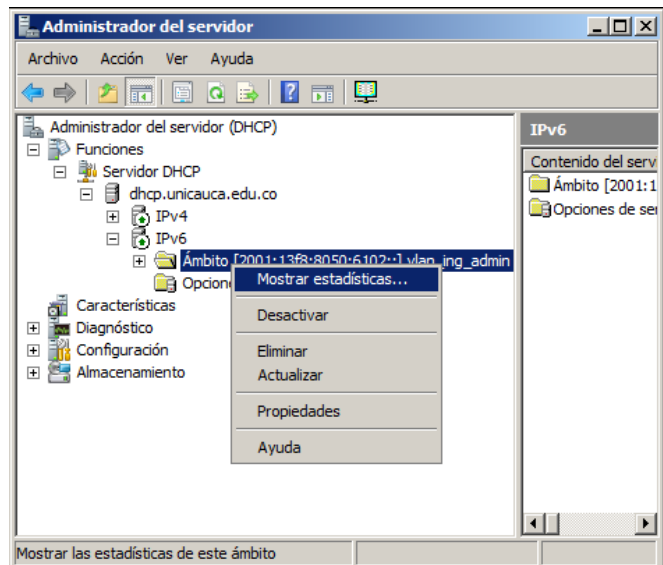 Administrador del servidor
Archivo Acción Ver Ayuda
Administrador del servidor (DHCP)
Funciones
Servidor DHCP
dhcp.unicauca.edu.co
IPv4
IPv6
Ámbito [2001:13f8:8050:6102::] vlan_ing_admin
Opcion
Características
Diagnóstico
Configuración
Almacenamiento
Mostrar estadísticas...
Desactivar
Eliminar
Actualizar
Propiedades
Ayuda
IPv6
Contenido del serv
Ámbito [2001:1
Opciones de ser
Mostrar las estadísticas de este ámbito